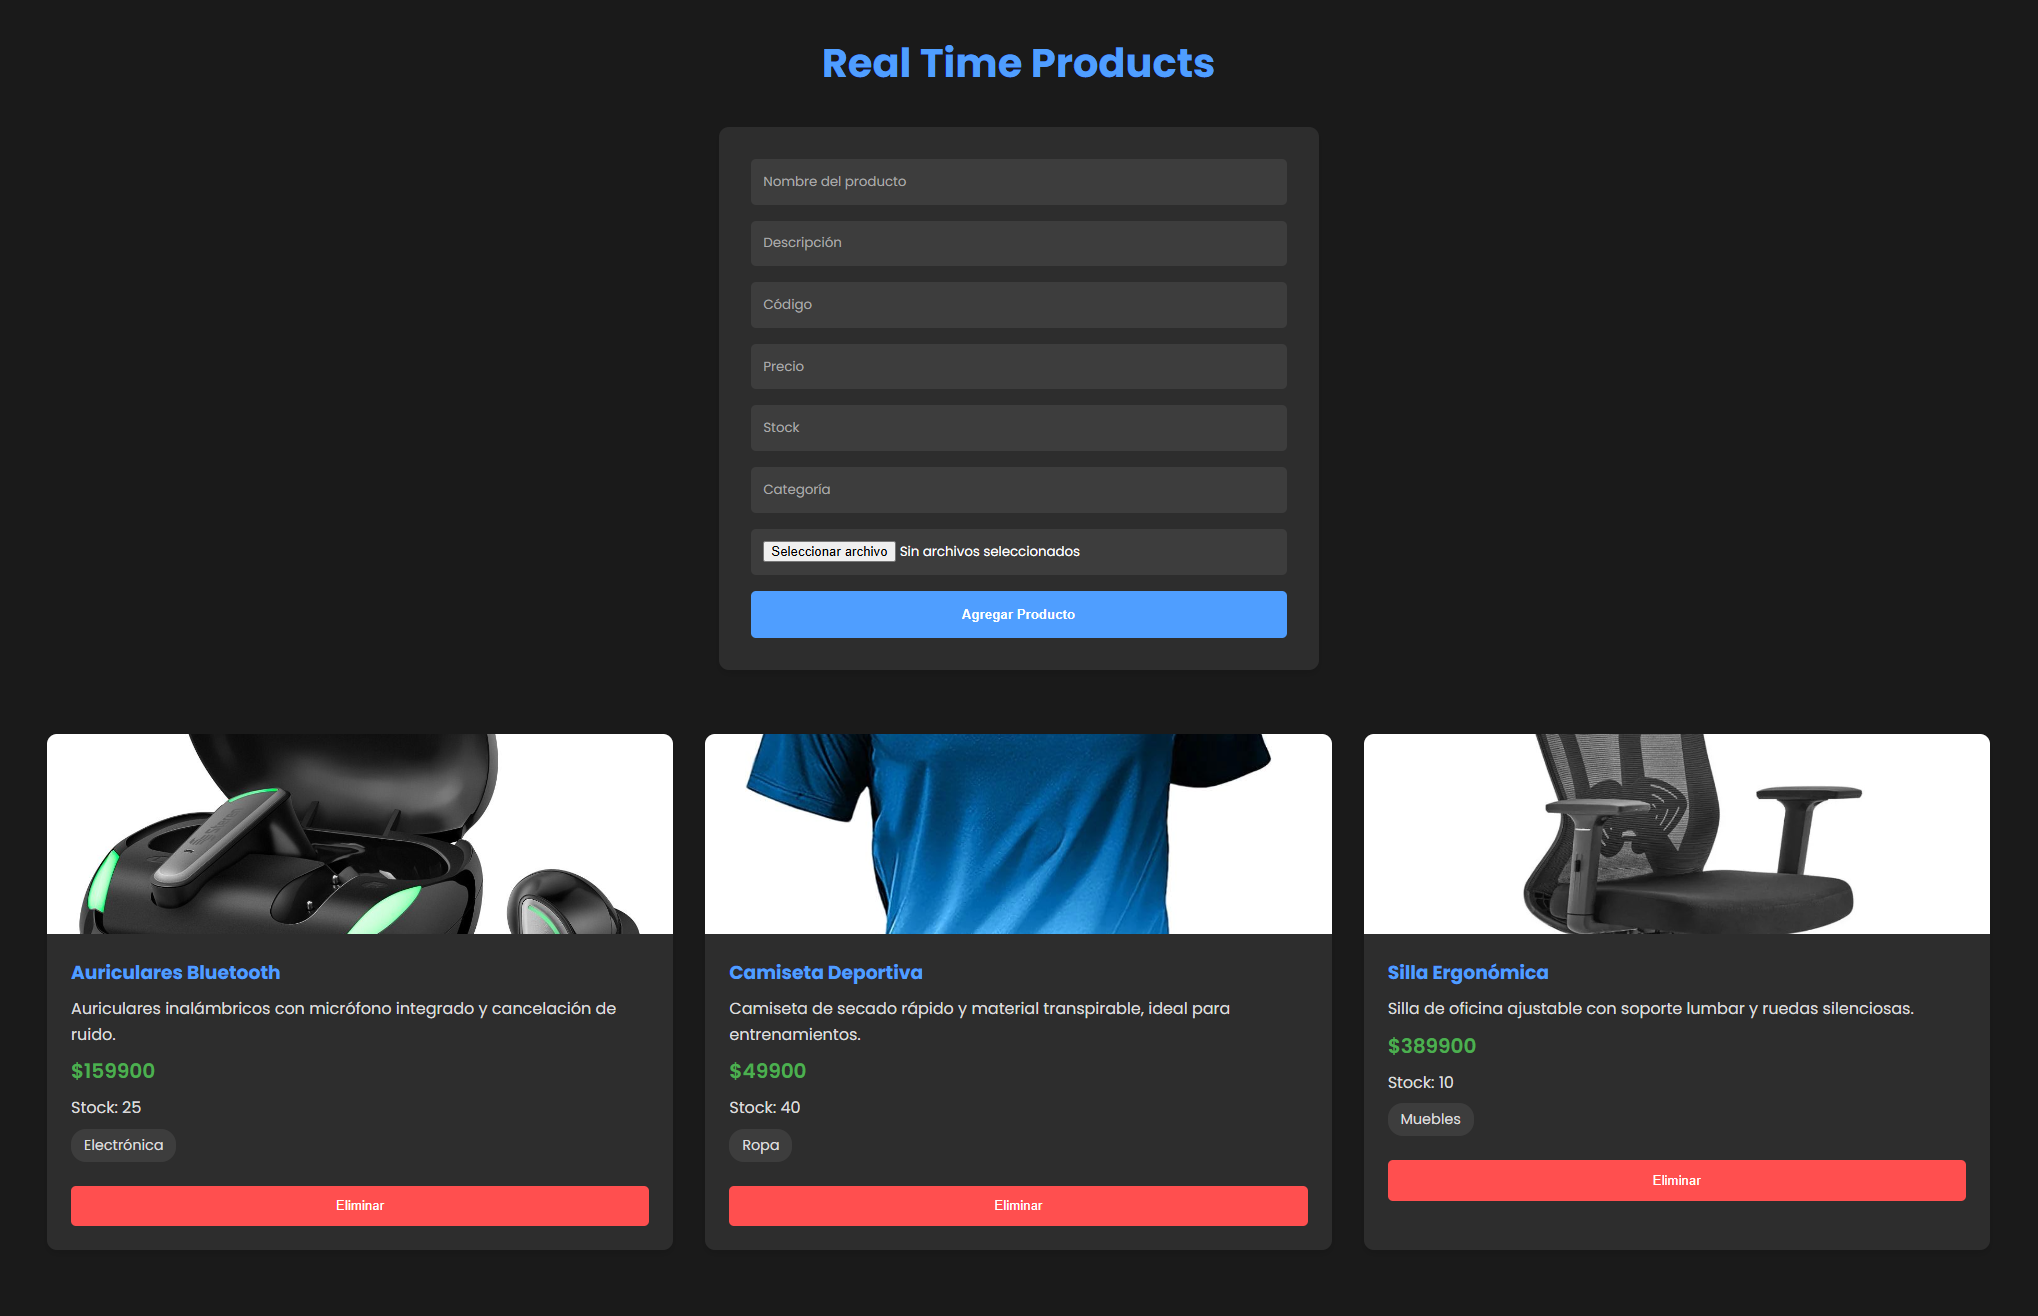 Real Time Products
Nombre del producto
Descripción
Código
Precio
Stock
Categoría
Seleccionar archivo Sin archivos seleccionados
Agregar Producto
Auriculares Bluetooth
Auriculares inalámbricos con micrófono integrado y cancelación de
ruido.
$159900
Stock: 25
Electrónica
Eliminar
Camiseta Deportiva
Camiseta de secado rápido y material transpirable, ideal para
entrenamientos.
$49900
Stock: 40
Ropa
Eliminar
Silla Ergonómica
Silla de oficina ajustable con soporte lumbar y ruedas silenciosas.
$389900
Stock: 10
Muebles
Eliminar